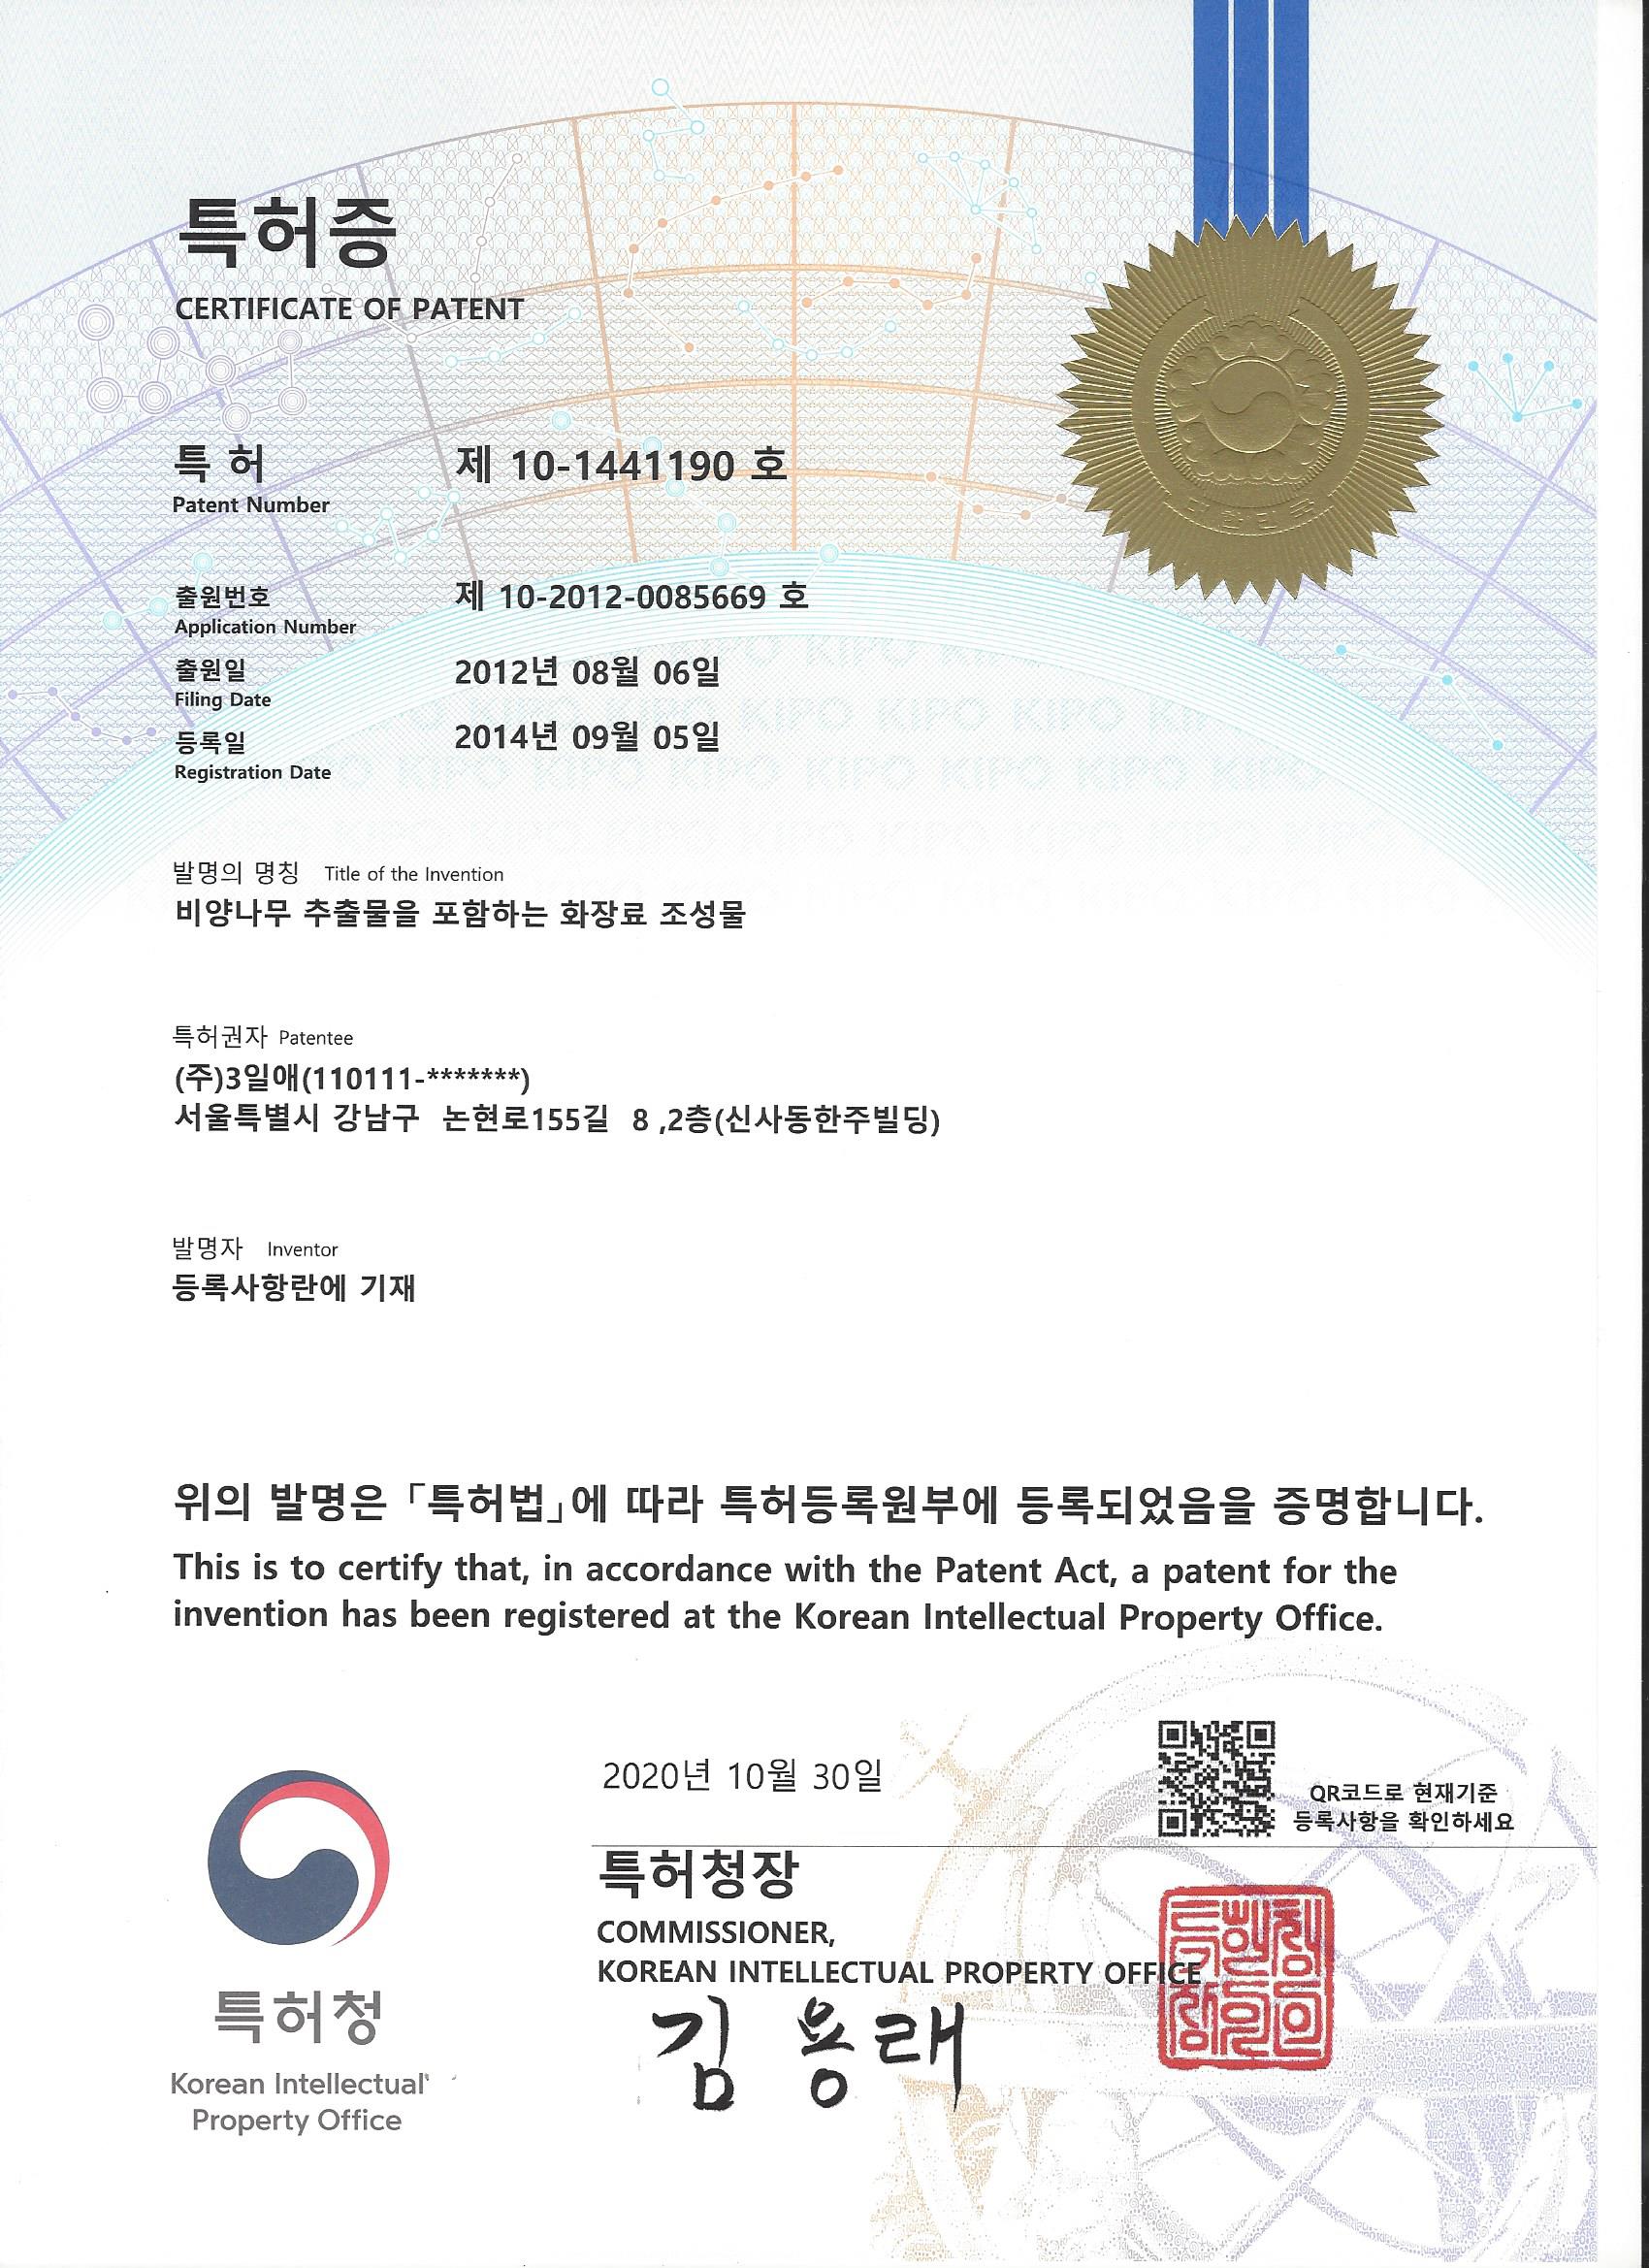 특허증
CERTIFICATE OF PATENT
특 허 제 10-1441190 호
Patent Number
출원번호 제 10-2012-0085669 호
Application Number
출원일 2012년 08월 06일
Filing Date
등록일 2014년 09월 05일
Registration Date
발명의 명칭 Title of the Invention
비양나무 추출물을 포함하는 화장료 조성물
특허권자 Patentee
(주)3일애(110111-*******)
서울특별시 강남구 논현로155길 8 ,2층(신사동한주빌딩)
발명자 Inventor
등록사항란에 기재
위의 발명은 「특허법」에 따라 특허등록원부에 등록되었음을 증명합니다.
This is to certify that, in accordance with the Patent Act, a patent for the
invention has been registered at the Korean Intellectual Property Office.
2020년 10월 30일
QR코드로 현재기준
등록사항을 확인하세요
특허청장
COMMISSIONER,
KOREAN INTELLECTUAL PROPERTY OFFICE
김용래
특허청
Korean Intellectual
Property Office